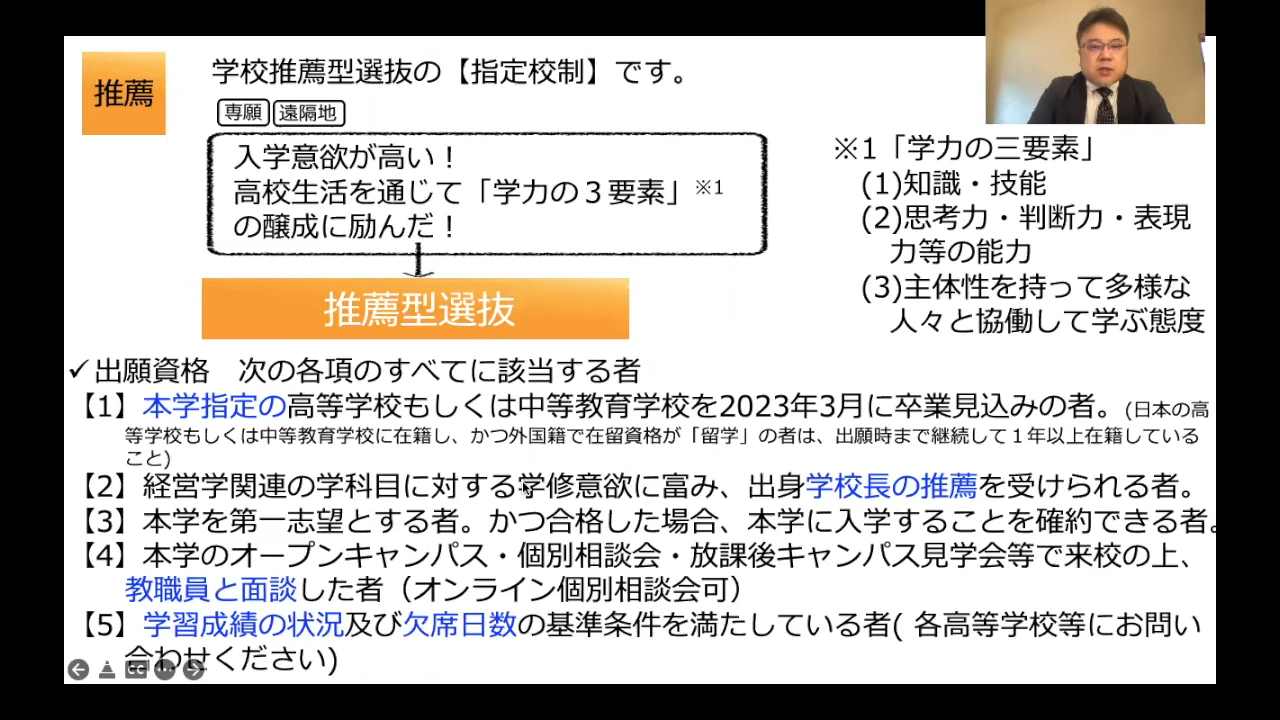 推薦
学校推薦型選抜の【指定校制】です。
専願 遠隔地
入学意欲が高い！
高校生活を通じて「学力の３要素」※1
の醸成に励んだ！
推薦型選抜
※1「学力の三要素」
(1)知識・技能
(2)思考力・判断力・表現
力等の能力
(3)主体性を持って多様な
人々と協働して学ぶ態度
✓出願資格　次の各項のすべてに該当する者
【1】本学指定の高等学校もしくは中等教育学校を2023年3月に卒業見込みの者。(日本の高
等学校もしくは中等教育学校に在籍し、かつ外国籍で在留資格が「留学」の者は、出願時まで継続して１年以上在籍している
こと)
【2】経営学関連の学科目に対する学修意欲に富み、出身学校長の推薦を受けられる者。
【3】本学を第一志望とする者。かつ合格した場合、本学に入学することを確約できる者。
【4】本学のオープンキャンパス・個別相談会・放課後キャンパス見学会等で来校の上、
教職員と面談した者（オンライン個別相談会可）
【5】学習成績の状況及び欠席日数の基準条件を満たしている者( 各高等学校等にお問い
合わせください)